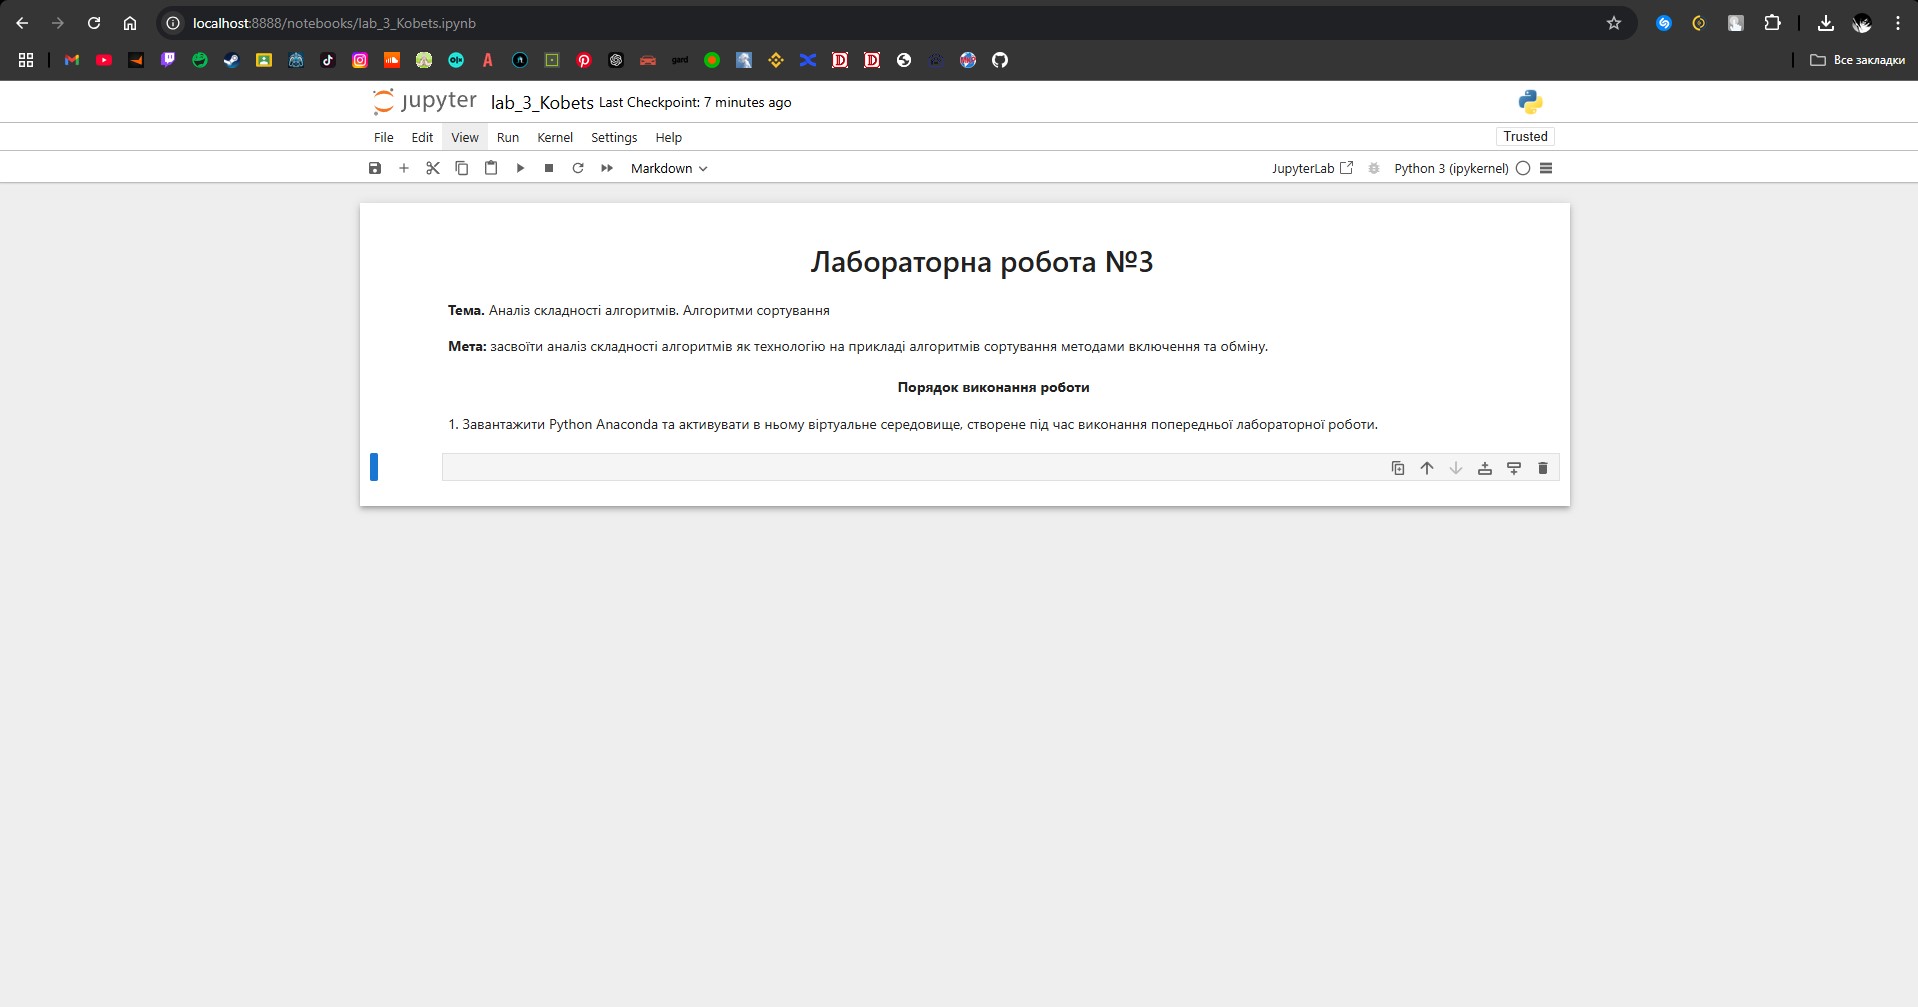 localhost:8888/notebooks/lab_3_Kobets.ipynb
gard
Все закладки
jupyter lab_3_Kobets Last Checkpoint: 7 minutes ago
File Edit View Run Kernel Settings Help Trusted
Markdown JupyterLab Python 3 (ipykernel)
Лабораторна робота №3
Тема. Аналіз складності алгоритмів. Алгоритми сортування
Мета: засвоїти аналіз складності алгоритмів як технологію на прикладі алгоритмів сортування методами включення та обміну.
Порядок виконання роботи
1. Завантажити Python Anaconda та активувати в ньому віртуальне середовище, створене під час виконання попередньої лабораторної роботи.